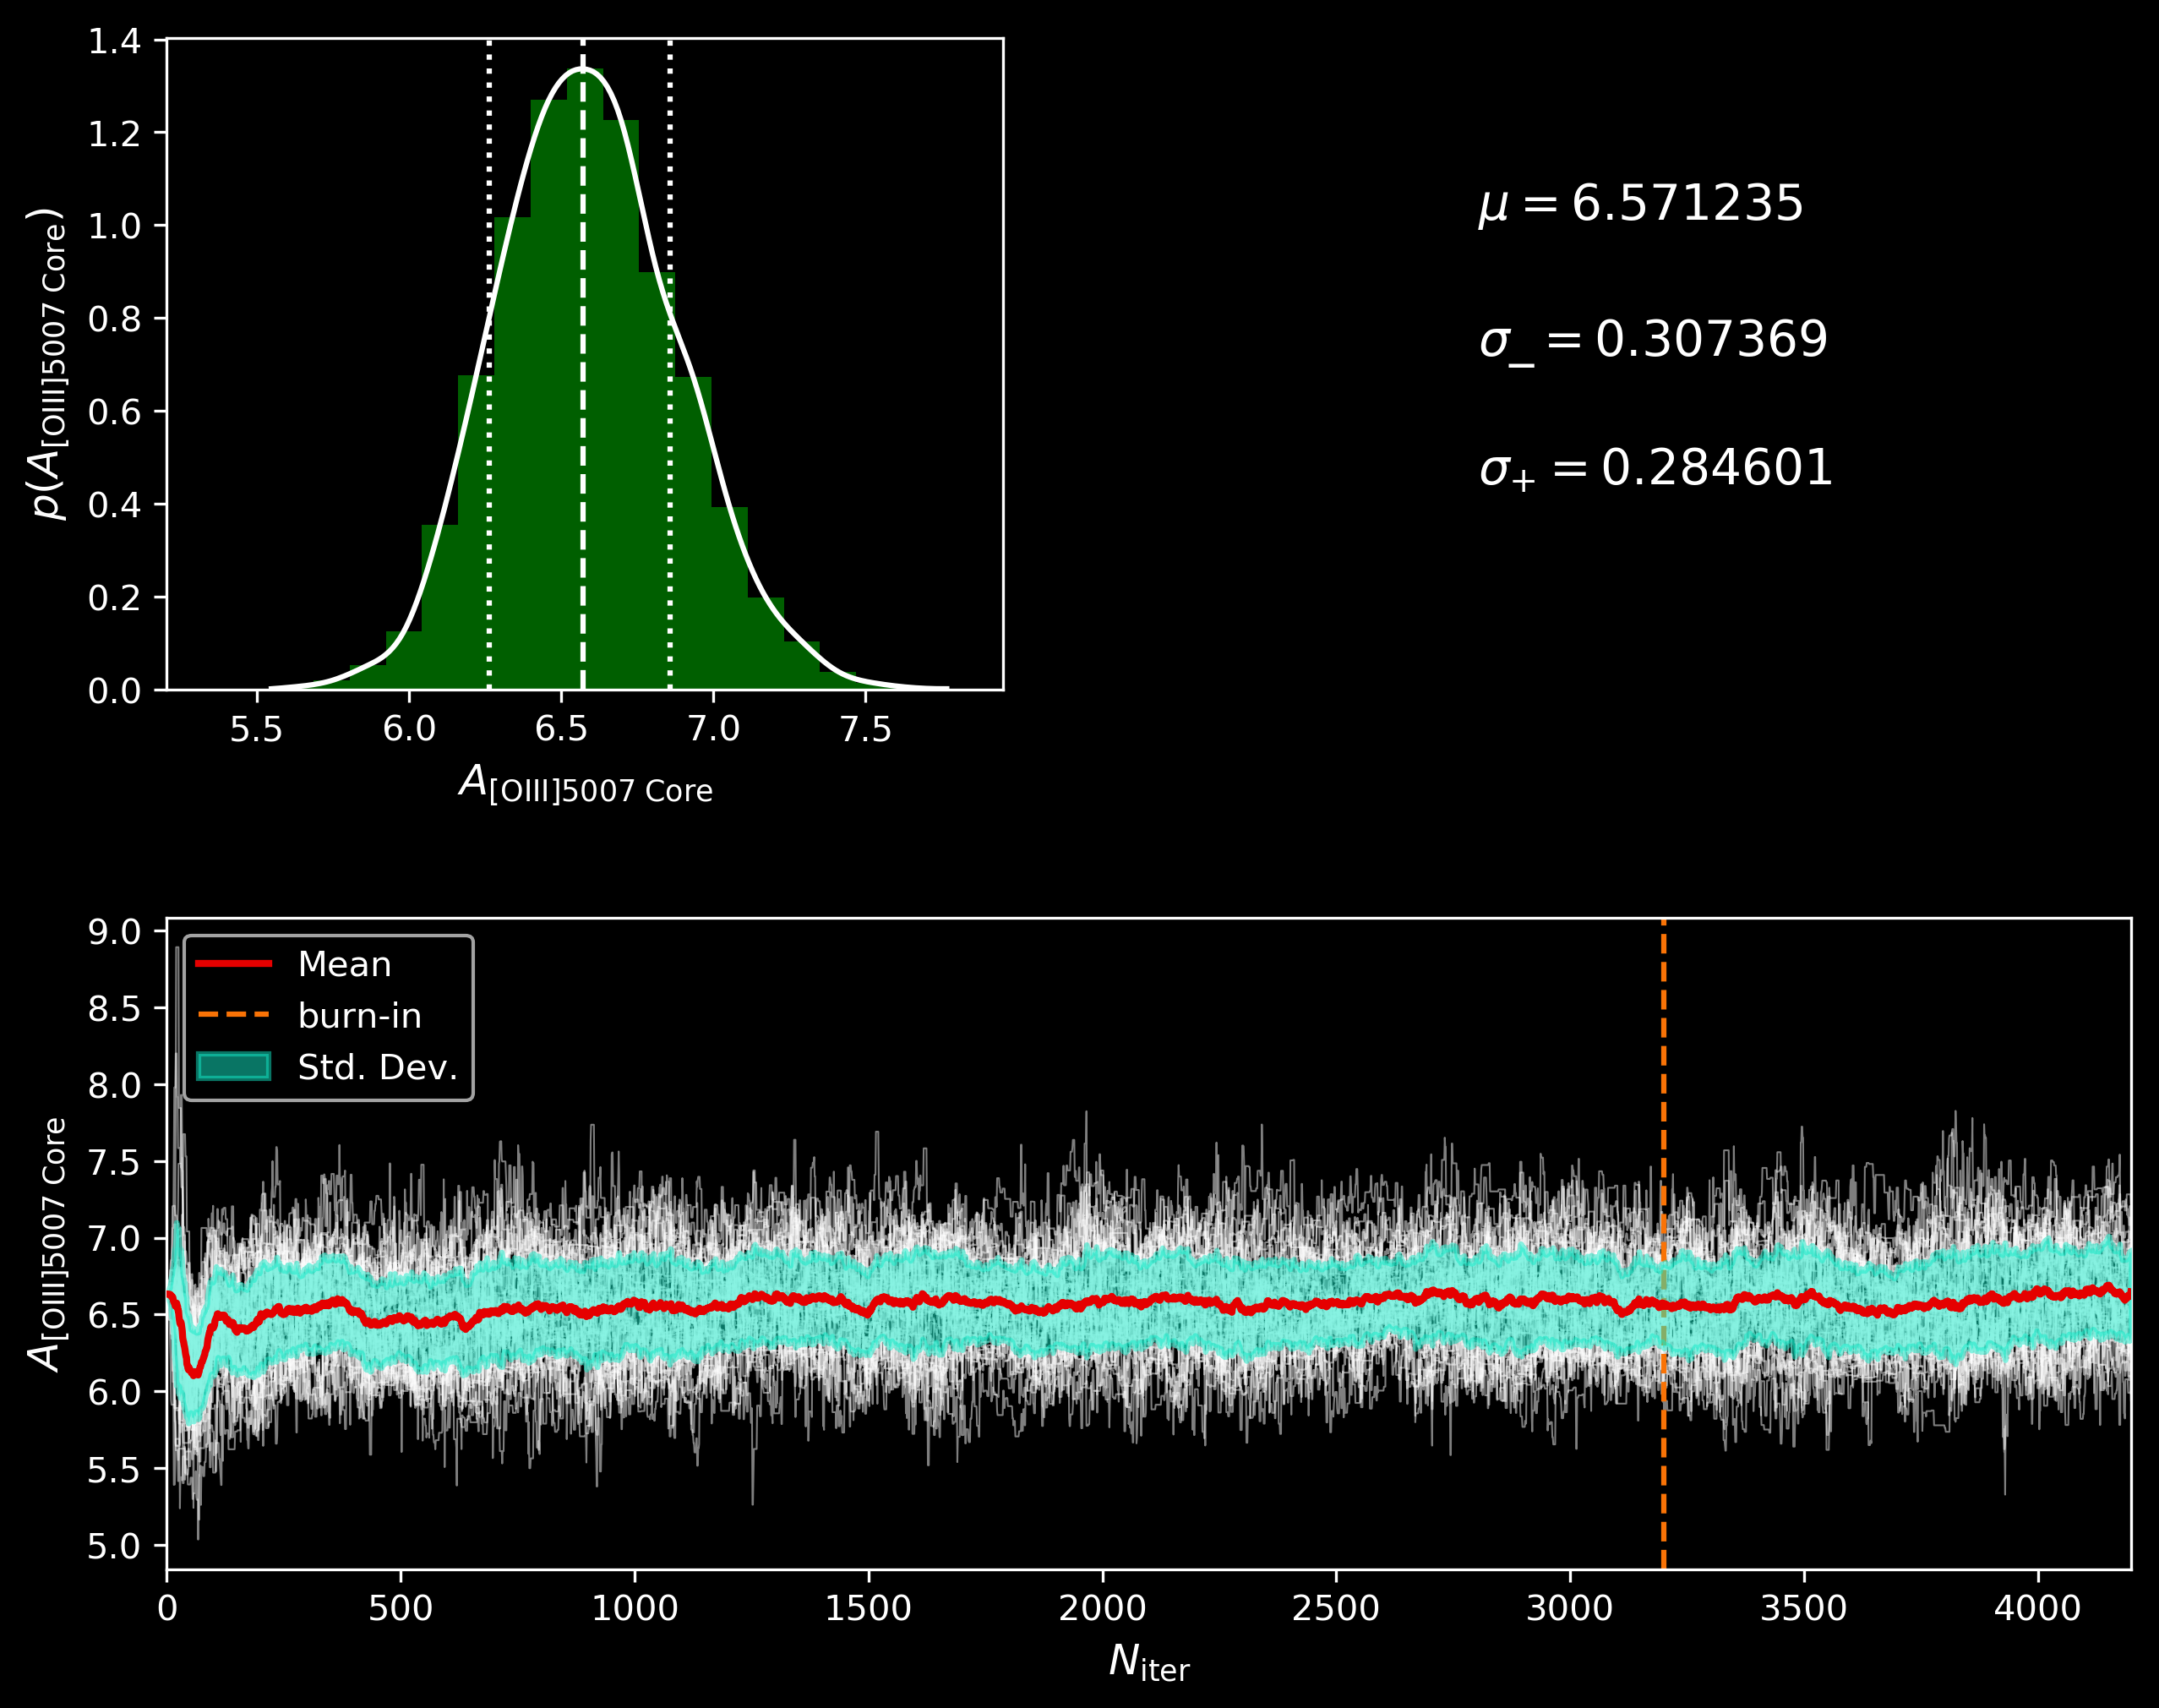 1.4
1.2
1.0
0.8
0.6
0.4
0.2
0.0
p(A[OIII]5007 Core)
5.5 6.0 6.5 7.0 7.5
A[OIII]5007 Core
μ = 6.571235
σ− = 0.307369
σ+ = 0.284601
9.0
8.5
8.0
7.5
7.0
6.5
6.0
5.5
5.0
A[OIII]5007 Core
Mean
burn-in
Std. Dev.
0 500 1000 1500 2000 2500 3000 3500 4000
Niter